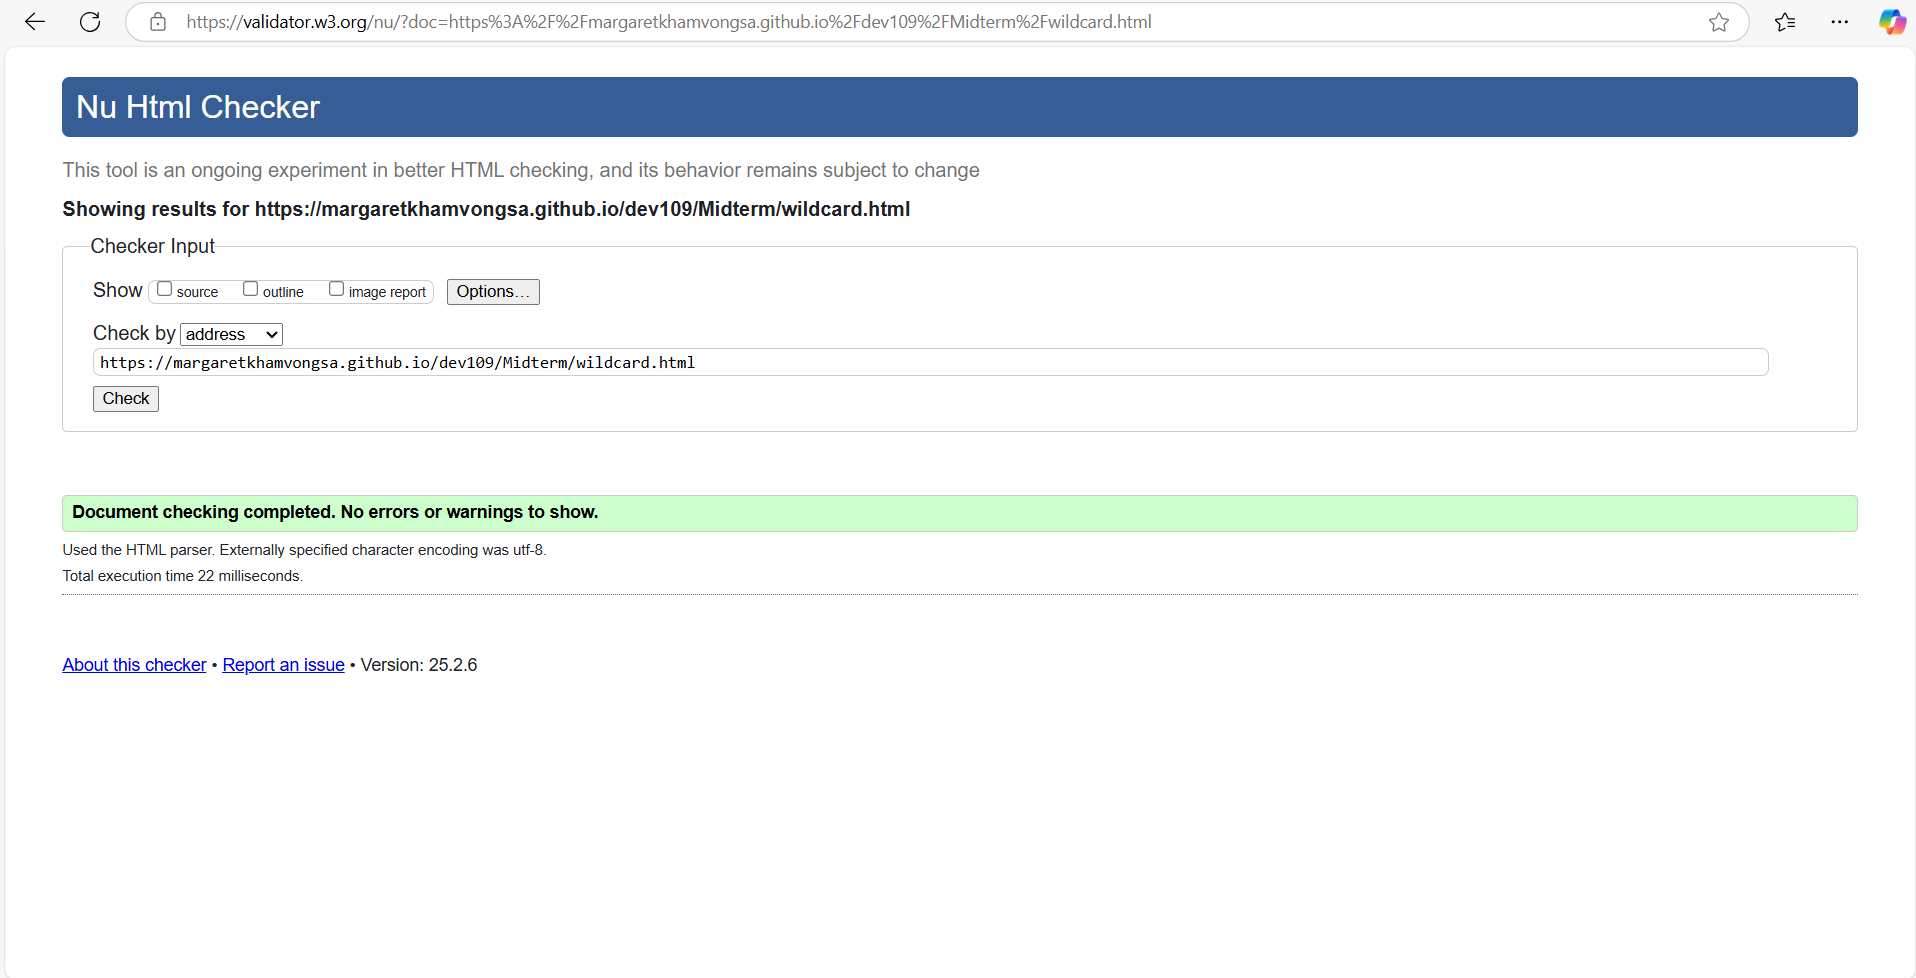 https://validator.w3.org/nu/?doc=https%3A%2F%2Fmargaretkhamvongsa.github.io%2Fdev109%2FMidterm%2Fwildcard.html
Nu Html Checker
This tool is an ongoing experiment in better HTML checking, and its behavior remains subject to change
Showing results for https://margaretkhamvongsa.github.io/dev109/Midterm/wildcard.html
Checker Input
Show source outline image report Options...
Check by address
https://margaretkhamvongsa.github.io/dev109/Midterm/wildcard.html
Check
Document checking completed. No errors or warnings to show.
Used the HTML parser. Externally specified character encoding was utf-8.
Total execution time 22 milliseconds.
About this checker • Report an issue • Version: 25.2.6